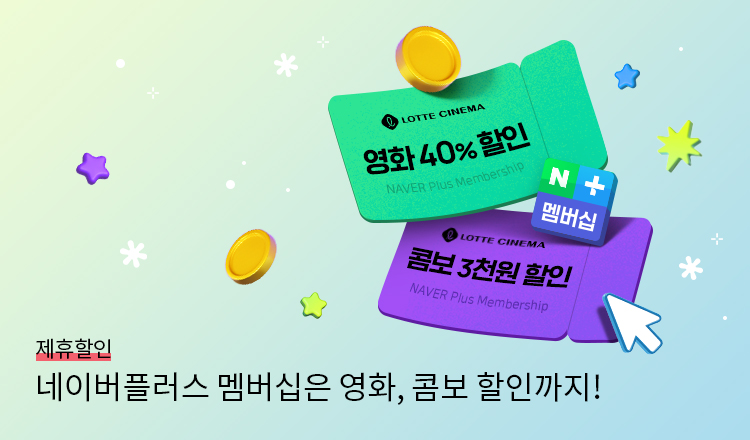 LOTTE CINEMA
영화 40% 할인
NAVER Plus Membership
N +
멤버십
LOTTE CINEMA
콤보 3천원 할인
NAVER Plus Membership
제휴할인
네이버플러스 멤버십은 영화, 콤보 할인까지!